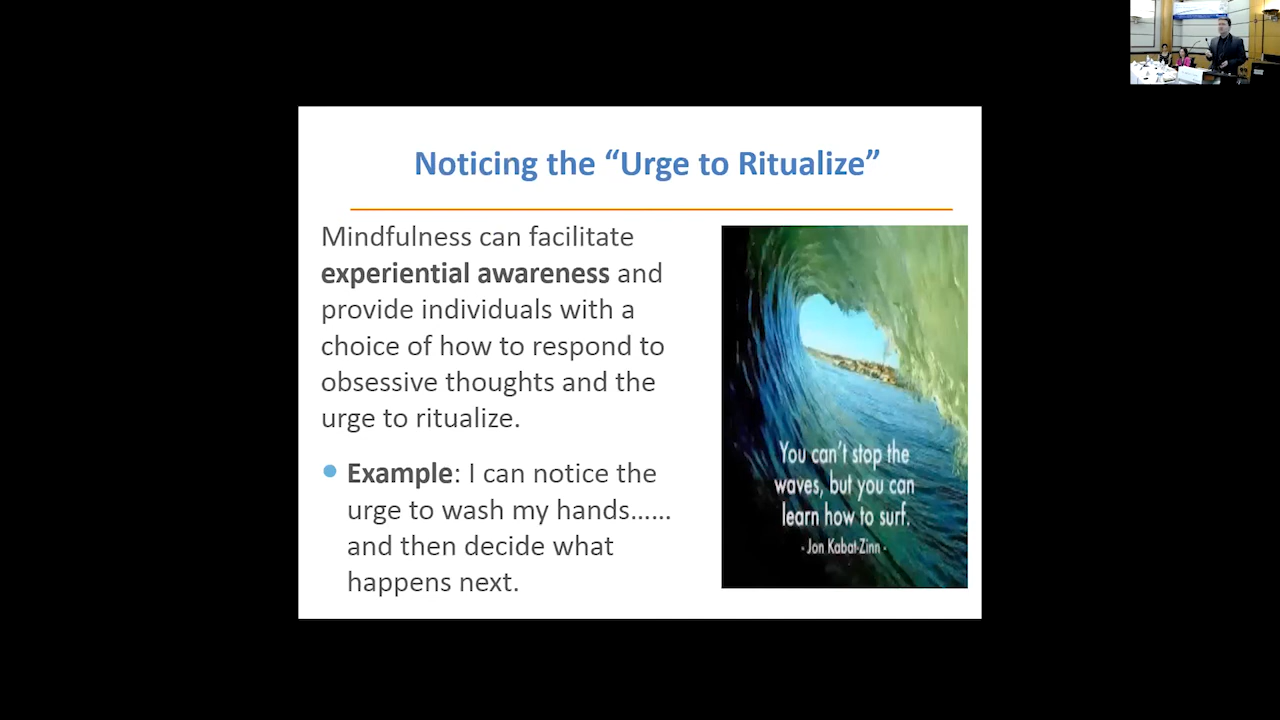 Noticing the “Urge to Ritualize”
Mindfulness can facilitate
experiential awareness and
provide individuals with a
choice of how to respond to
obsessive thoughts and the
urge to ritualize.
Example: I can notice the
urge to wash my hands……
and then decide what
happens next.
You can't stop the
waves, but you can
learn how to surf.
- Jon Kabat-Zinn -